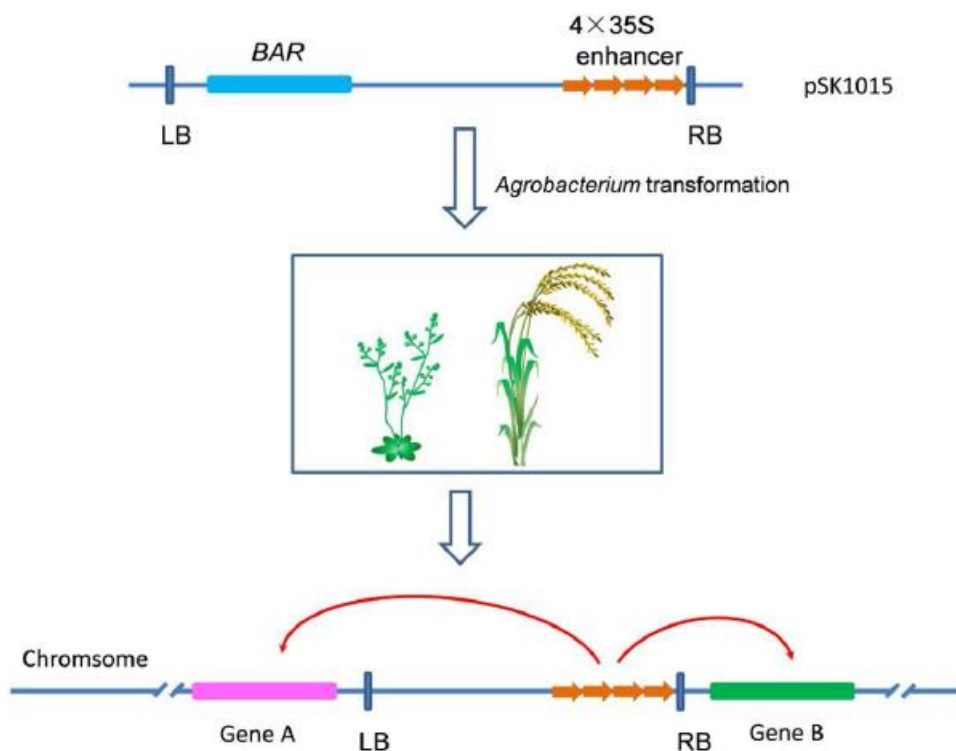 4×35S
BAR
enhancer
pSK1015
LB
RB
Agrobacterium transformation
Chromsome
Gene A
LB
RB
Gene B